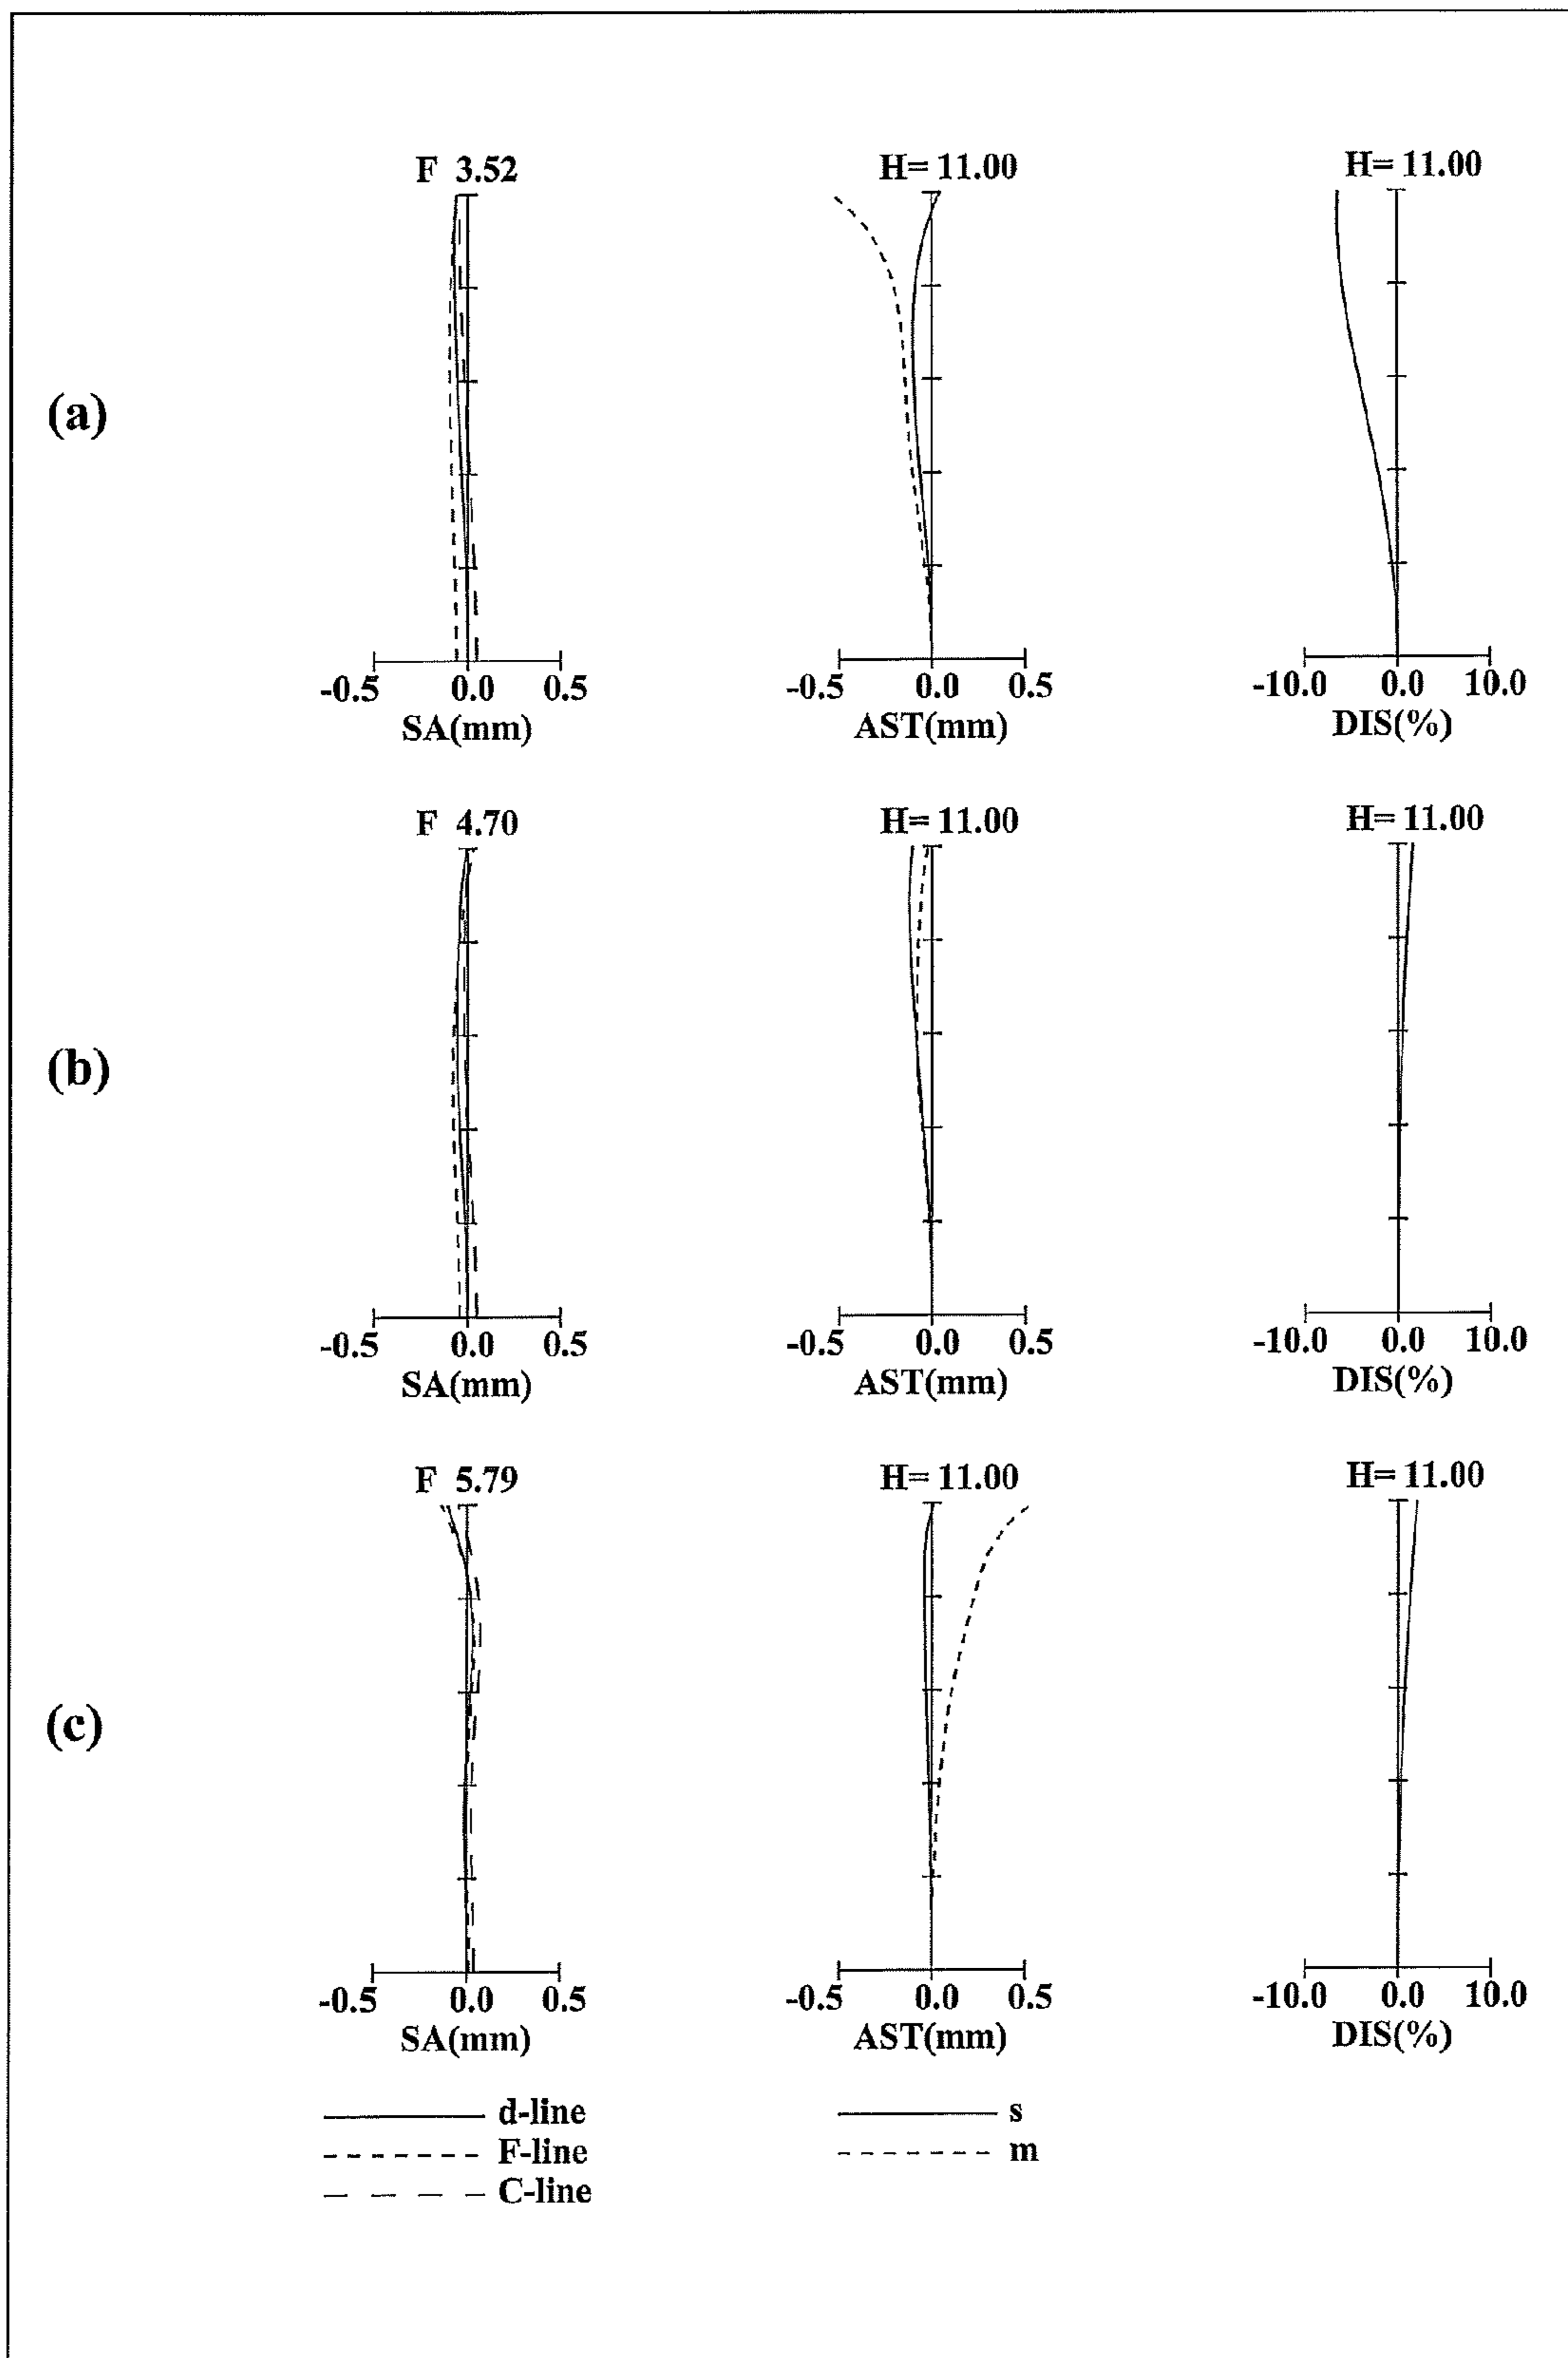 F 3.52 H= 11.00 H= 11.00
(a)
-0.5 0.0 0.5 -0.5 0.0 0.5 -10.0 0.0 10.0
SA(mm) AST(mm) DIS(%)
F 4.70 H= 11.00 H= 11.00
(b)
-0.5 0.0 0.5 -0.5 0.0 0.5 -10.0 0.0 10.0
SA(mm) AST(mm) DIS(%)
F 5.79 H= 11.00 H= 11.00
(c)
-0.5 0.0 0.5 -0.5 0.0 0.5 -10.0 0.0 10.0
SA(mm) AST(mm) DIS(%)
d-line s
F-line m
C-line